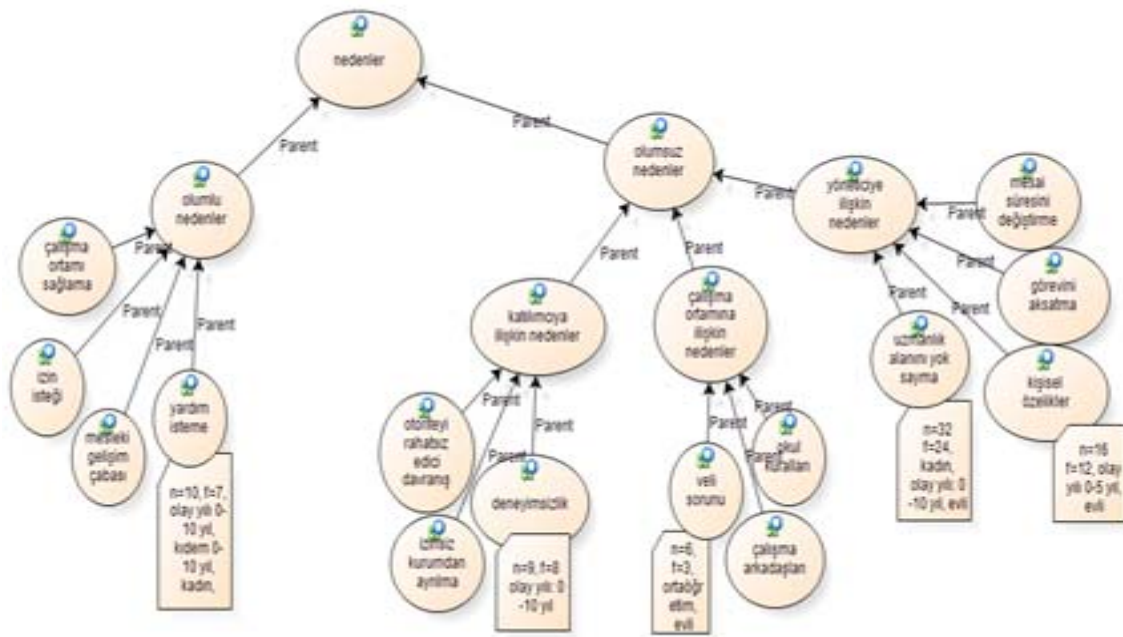 nedenler
Parent
Parent
olumlu
nedenler
olumsuz
nedenler
yöneticiye
ilişkin
nedenler
mesai
süresini
değiştirme
Parent
Parent
çalışma
ortamı
sağlama
Parent
Parent
Parent
Parent
izin
isteği
mesleki
gelişim
çabası
yardım
isteme
n=10, f=7,
olay yılı 0-
10 yıl,
kıdem 0-
10 yıl,
kadın,
Parent
Parent
katılımcıya
ilişkin nedenler
çalışma
ortamına
ilişkin
nedenler
Parent
Parent
Parent
görevini
aksatma
uzmanlık
alanını yok
sayma
kişisel
özelikler
n=32
f=24,
kadın,
olay yılı: 0
-10 yıl, evli
n=16
f=12, olay
yılı 0-5 yıl,
evli
otoriteyi
rahatsız
edici
davranış
Parent
Parent
Parent
izinsiz
kurumdan
ayrılma
deneyimsizlik
n=9, f=8
olay yılı: 0
-10 yıl
Parent
Parent
Parent
veli
sorunu
okul
kuralları
çalışma
arkadaşları
n=6,
f=3,
ortaöğr
etim,
evli